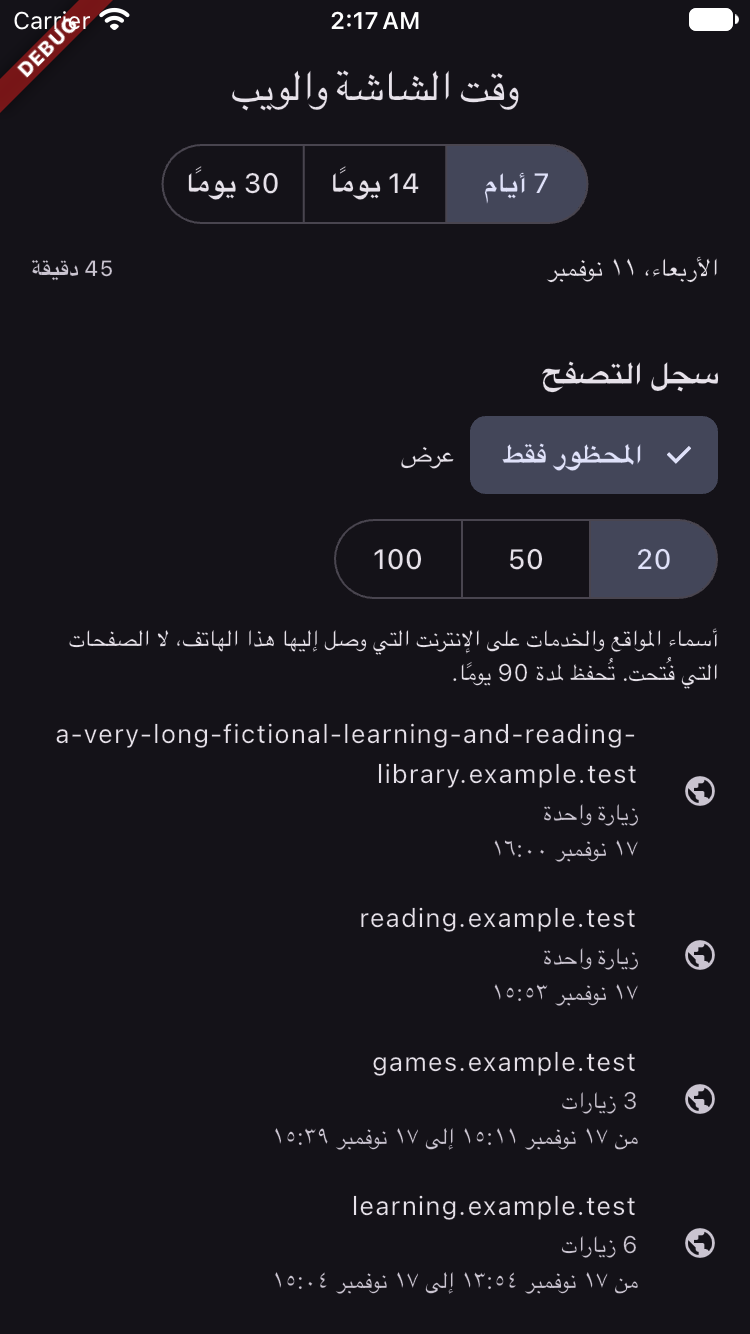 Carrier
2:17 AM
DEBUG
وقت الشاشة والويب
7 أيام
14 يومًا
30 يومًا
الأربعاء، ١١ نوفمبر
45 دقيقة
سجل التصفح
المحظور فقط
عرض
20
50
100
أسماء المواقع والخدمات على الإنترنت التي وصل إليها هذا الهاتف، لا الصفحات
التي فُتحت. تُحفظ لمدة 90 يومًا.
a-very-long-fictional-learning-and-reading-
library.example.test
زيارة واحدة
١٧ نوفمبر ١٦:٠٠
reading.example.test
زيارة واحدة
١٧ نوفمبر ١٥:٥٣
games.example.test
3 زيارات
من ١٧ نوفمبر ١٥:١١ إلى ١٧ نوفمبر ١٥:٣٩
learning.example.test
6 زيارات
من ١٧ نوفمبر ١٣:٥٤ إلى ١٧ نوفمبر ١٥:٠٤